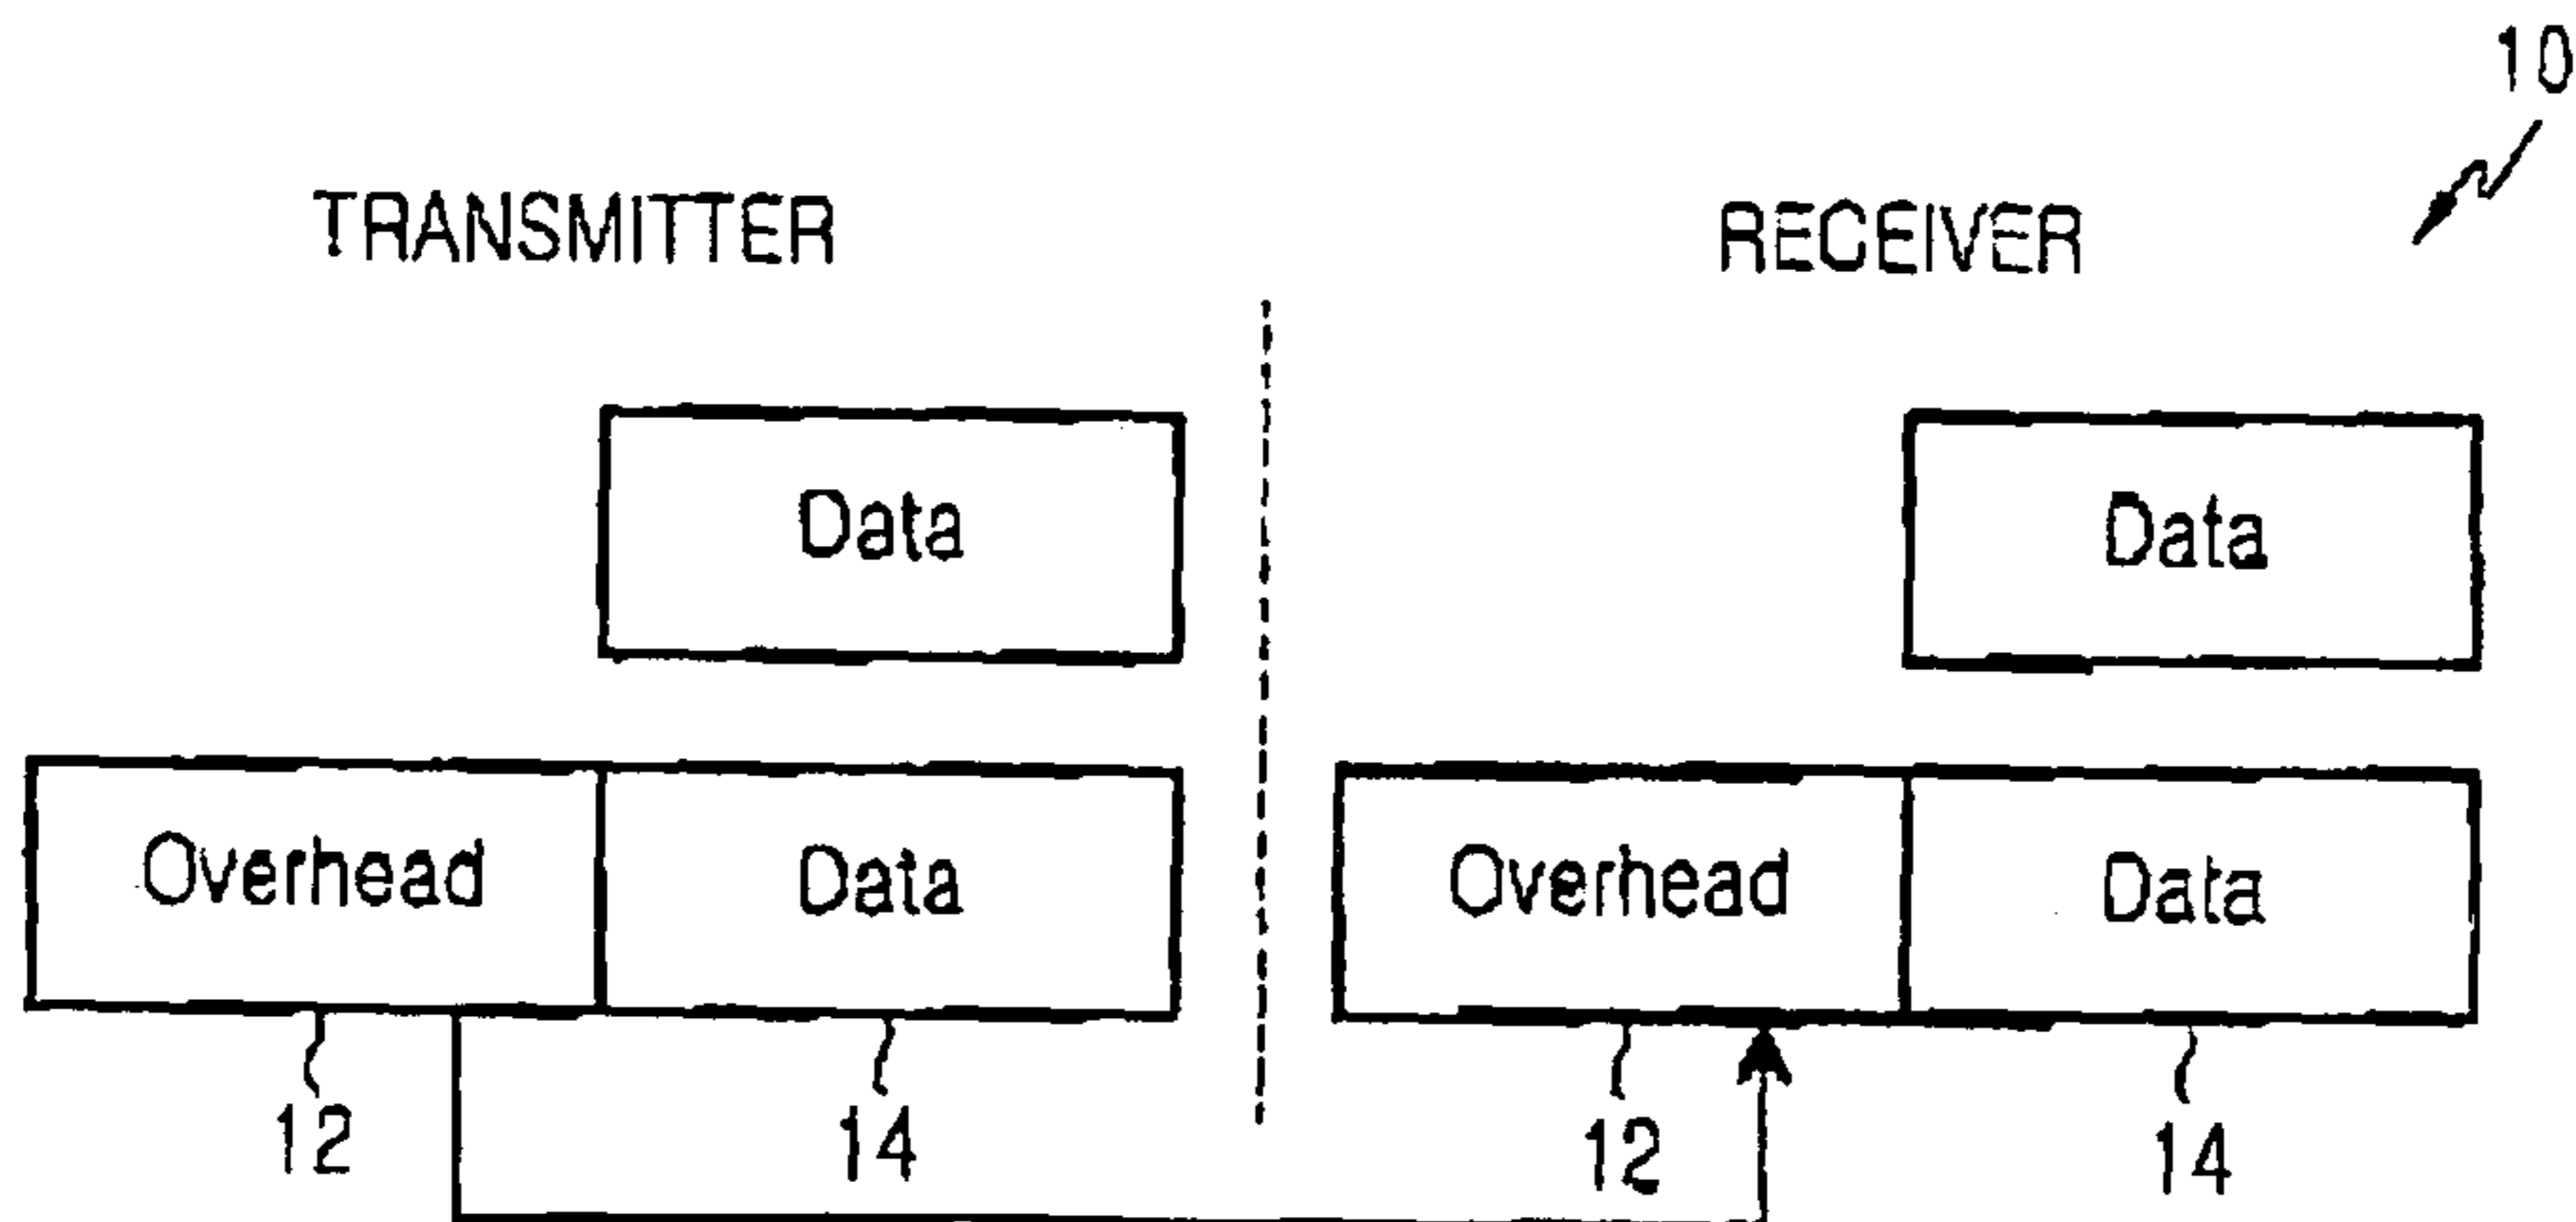 10
TRANSMITTER RECEIVER
Data Data
Overhead Data Overhead Data
12 14 12 14